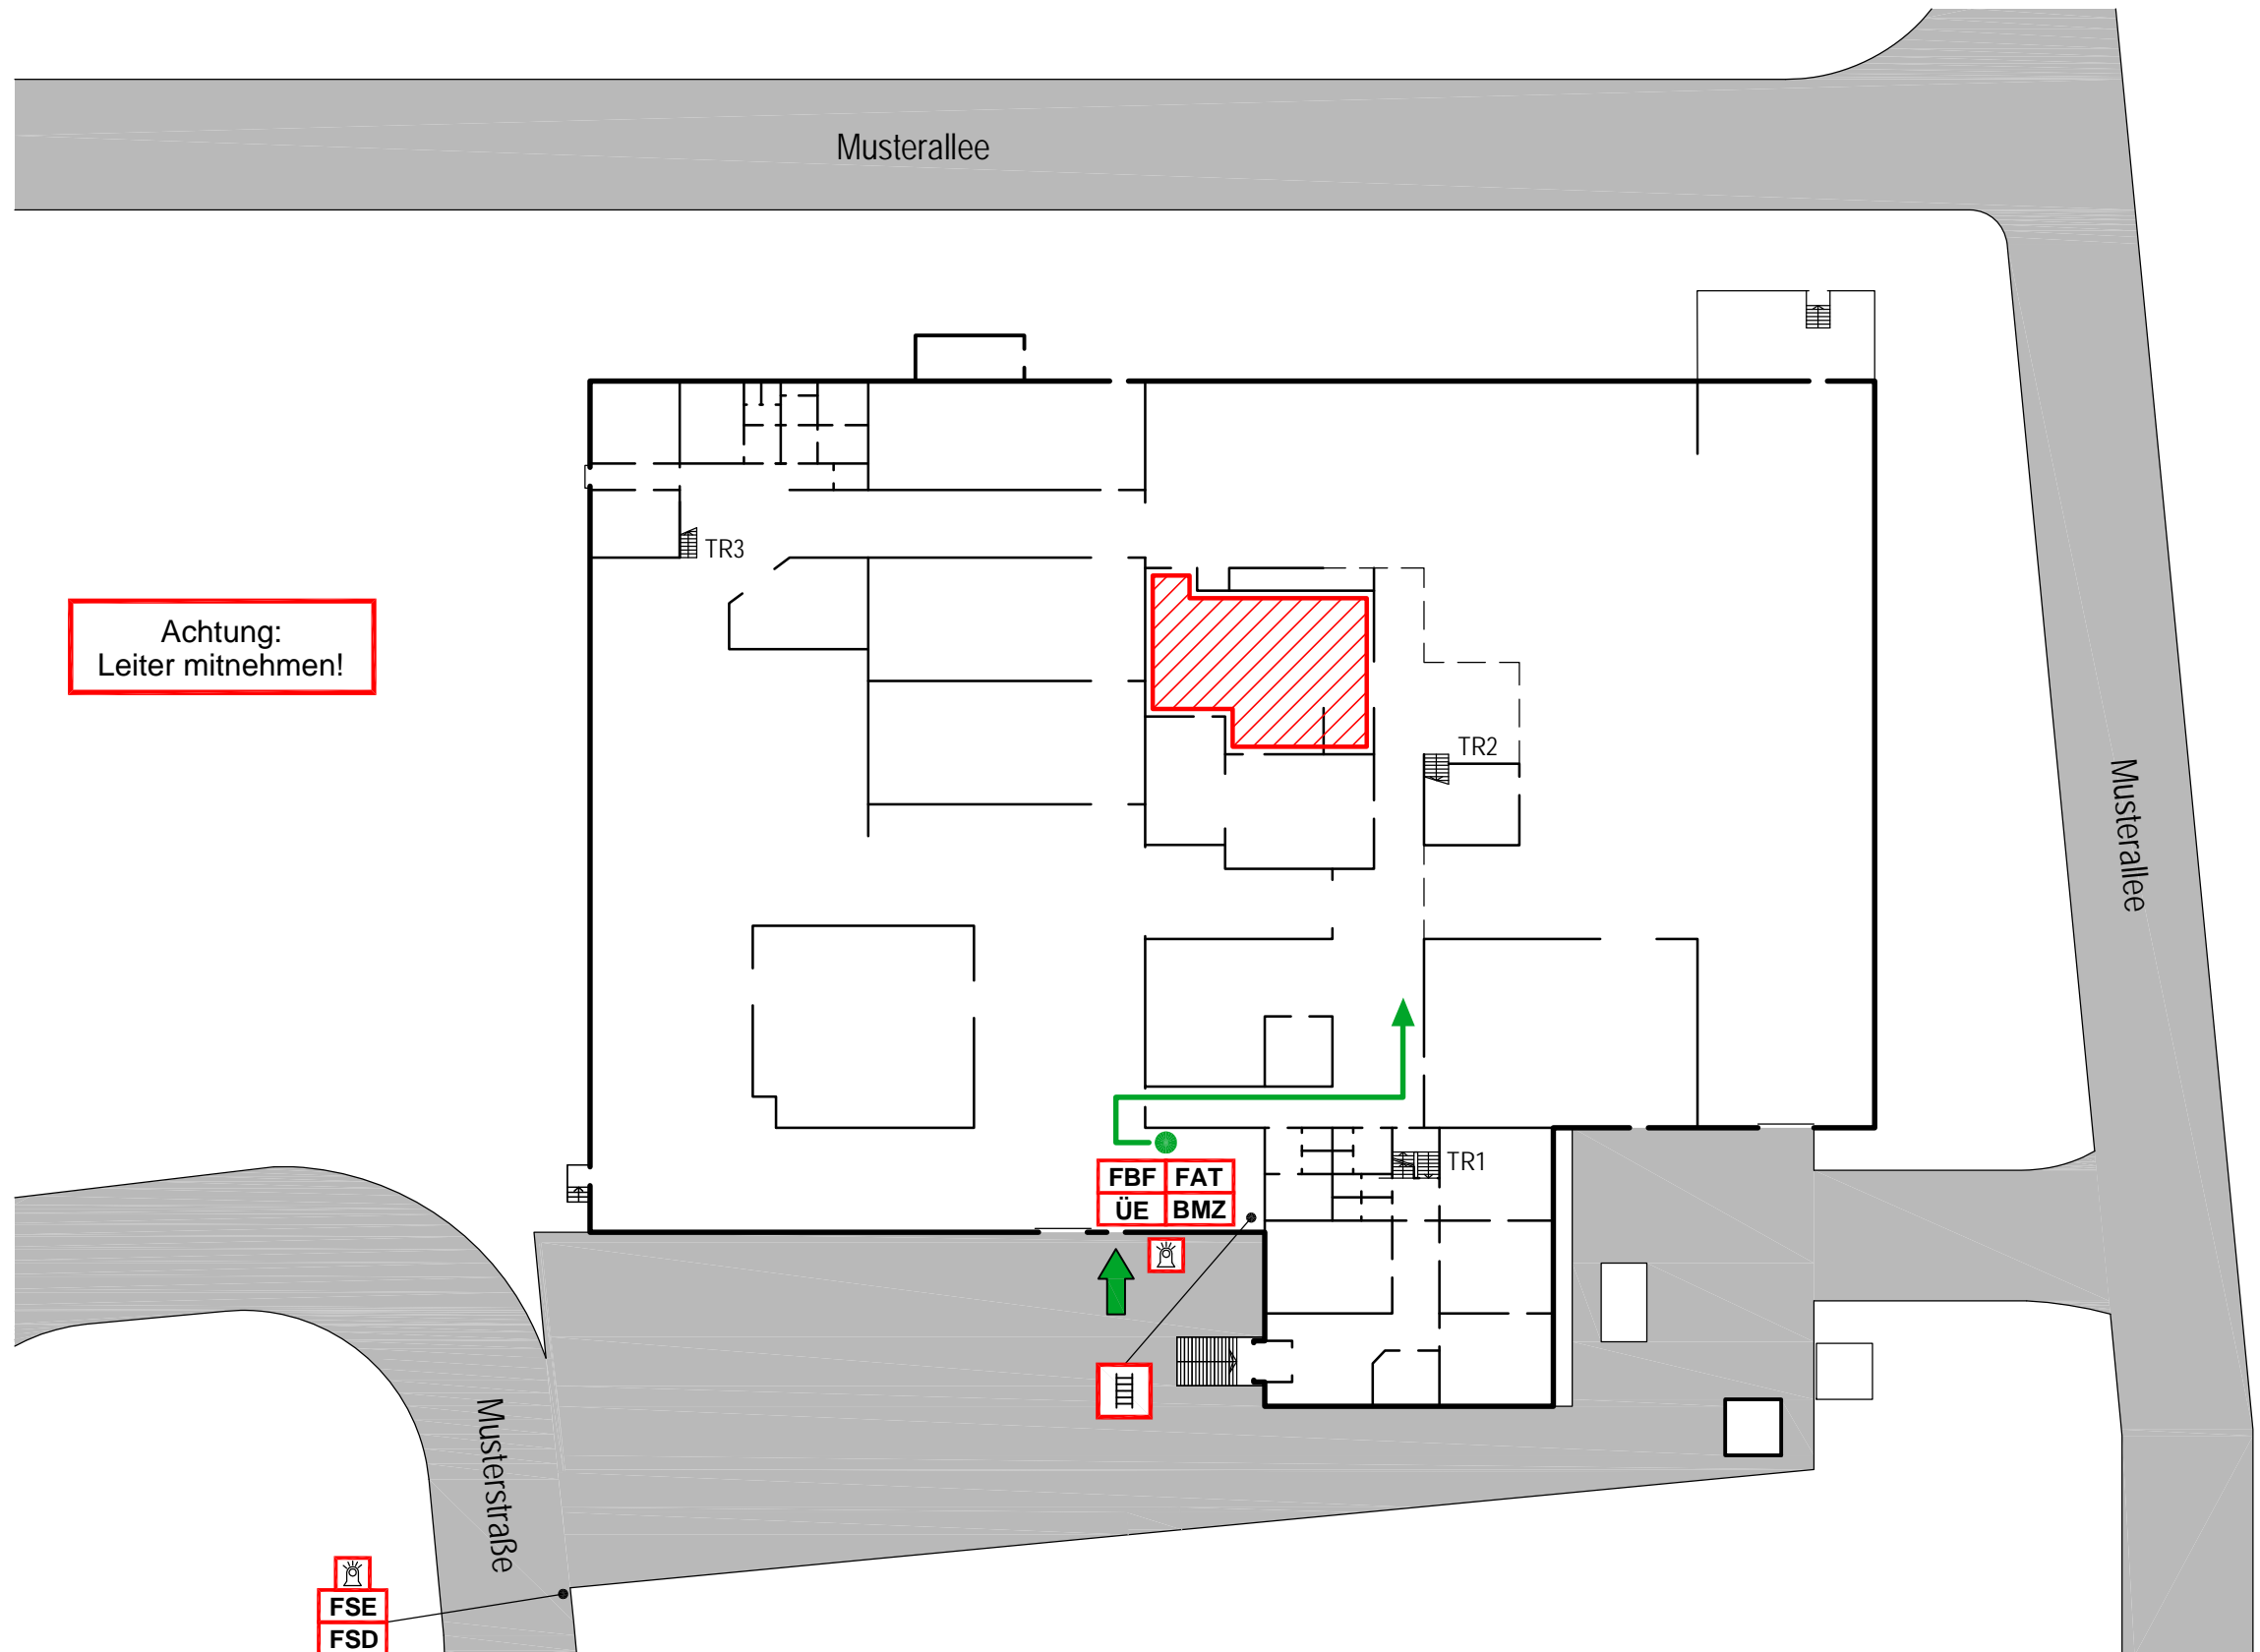 Musterallee
TR3
Achtung:
Leiter mitnehmen!
TR2
Musterallee
FBF FAT
ÜE BMZ
TR1
Musterstraße
FSE
FSD